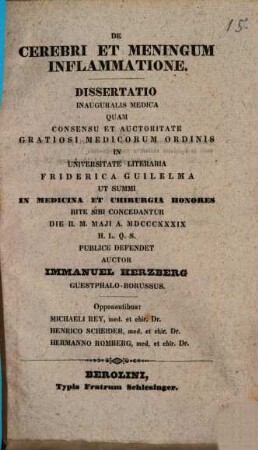 15.
DE
CEREBRI ET MENINGUM
INFLAMMATIONE.
DISSERTATIO
INAUGURALIS MEDICA
QUAM
CONSENSU ET AUCTORITATE
GRATIOSI MEDICORUM ORDINIS
IN
UNIVERSITATE LITERARIA
FRIDERICA GUILELMA
UT SUMMI
IN MEDICINA ET CHIRURGIA HONORES
RITE SIBI CONCEDANTUR
DIE II. M. MAJI A. MDCCCXXXIX
H. L. Q. S.
PUBLICE DEFENDET
AUCTOR
IMMANUEL HERZBERG
GUESTPHALO-BORUSSUS.
Opponentibus:
MICHAELI REY, med. et chir. Dr.
HENRICO SCHEIDER, med. et chir. Dr.
HERMANNO ROMBERG, med. et chir. Dr.
BEROLINI,
Typis Fratrum Schlesinger.